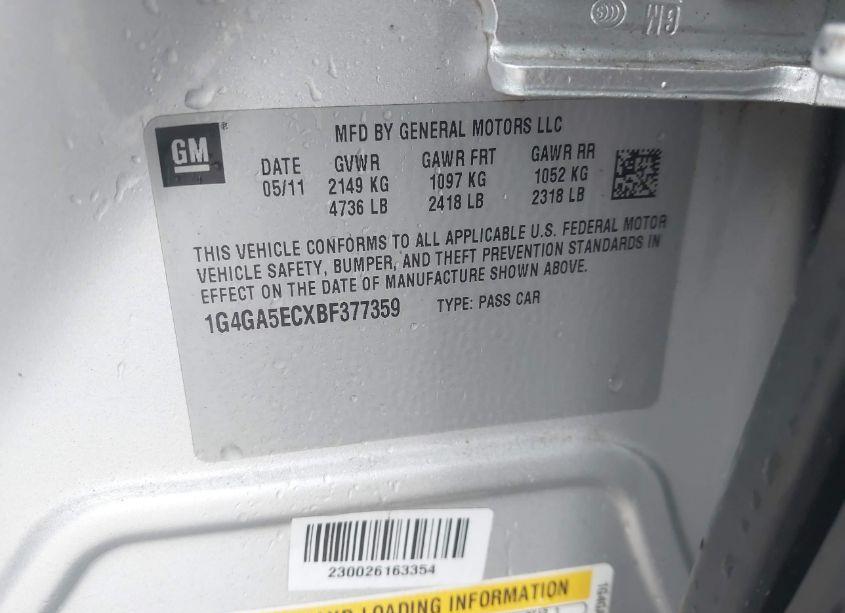 GM
GM
MFD BY GENERAL MOTORS LLC
DATE GVWR GAWR FRT GAWR RR
05/11 2149 KG 1097 KG 1052 KG
4736 LB 2418 LB 2318 LB
THIS VEHICLE CONFORMS TO ALL APPLICABLE U.S. FEDERAL MOTOR
VEHICLE SAFETY, BUMPER, AND THEFT PREVENTION STANDARDS IN
EFFECT ON THE DATE OF MANUFACTURE SHOWN ABOVE.
1G4GA5ECXBF377359 TYPE: PASS CAR
230026163354
LOADING INFORMATION